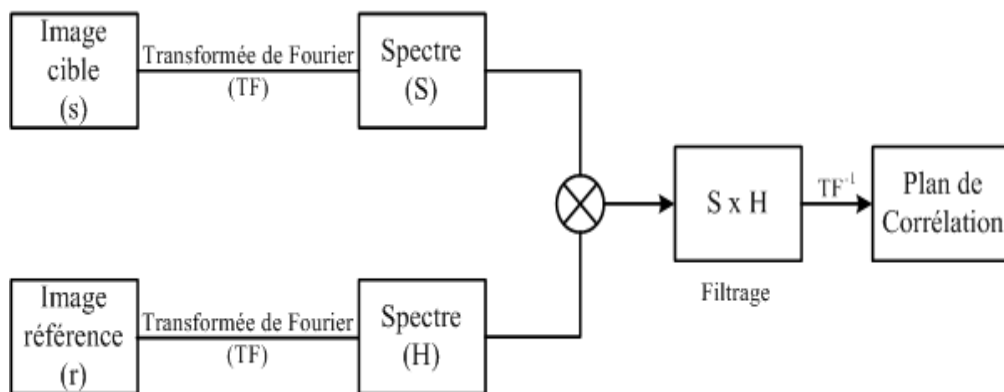 Image
cible
(s)
Transformée de Fourier
(TF)
Spectre
(S)
Image
référence
(r)
Transformée de Fourier
(TF)
Spectre
(H)
S x H
Filtrage
TF⁻¹
Plan de
Corrélation